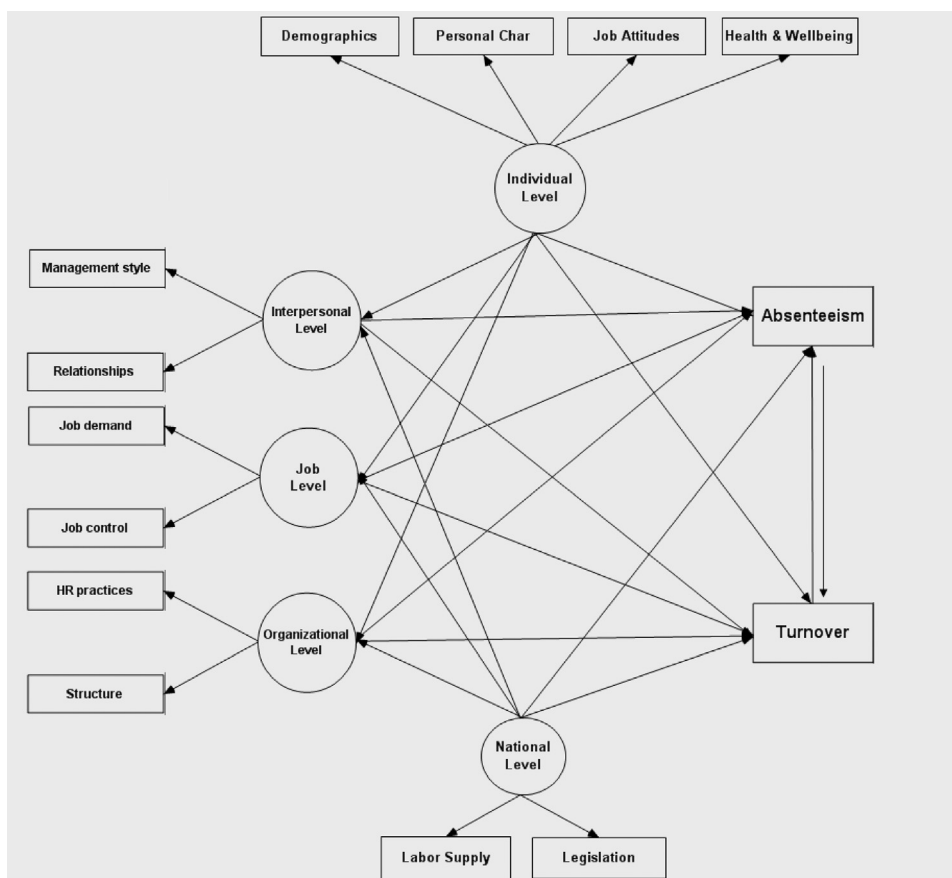 Demographics
Personal Char
Job Attitudes
Health & Wellbeing
Individual
Level
Management style
Interpersonal
Level
Absenteeism
Relationships
Job demand
Job
Level
Job control
HR practices
Organizational
Level
Turnover
Structure
National
Level
Labor Supply
Legislation